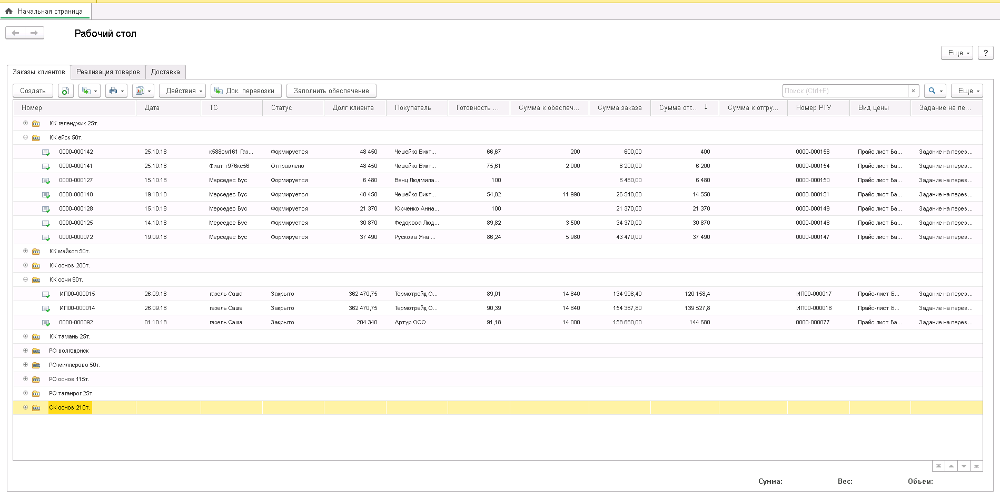 Начальная страница
Рабочий стол
Еще ?
Заказы клиентов Реализация товаров Доставка
Создать Действия Док. перевозки Заполнить обеспечение Поиск (Ctrl+F) × Еще
Номер Дата ТС Статус Долг клиента Покупатель Готовность ... Сумма к обеспеч... Сумма заказа Сумма отг... ↓ Сумма к отгру... Номер РТУ Вид цены Задание на пе...
КК геленджик 25т.
КК ейск 50т.
0000-000142 25.10.18 к588ом161 Газ... Формируется 48 450 Чешейко Викт... 66,67 200 600,00 400 0000-000156 Прайс лист Ба... Задание на перев...
0000-000141 25.10.18 Фиат т976кс56 Отправлено 48 450 Чешейко Викт... 75,61 2 000 8 200,00 6 200 0000-000154 Прайс лист Ба... Задание на перев...
0000-000127 15.10.18 Мерседес Бус Формируется 6 480 Венц Людмила... 100 6 480,00 6 480 0000-000150 Прайс лист Ба... Задание на перев...
0000-000140 19.10.18 Мерседес Бус Формируется 48 450 Чешейко Викт... 54,82 11 990 26 540,00 14 550 0000-000151 Прайс лист Ба... Задание на перев...
0000-000128 15.10.18 Мерседес Бус Формируется 21 370 Юрченко Анна... 100 21 370,00 21 370 0000-000149 Прайс лист Ба... Задание на перев...
0000-000125 14.10.18 Мерседес Бус Формируется 30 870 Федорова Люд... 89,82 3 500 34 370,00 30 870 0000-000148 Прайс лист Ба... Задание на перев...
0000-000072 19.09.18 Мерседес Бус Формируется 37 490 Рускова Яна ... 86,24 5 980 43 470,00 37 490 0000-000147 Прайс лист Ба... Задание на перев...
КК майкоп 50т.
КК основ 200т.
КК сочи 90т.
ИП00-000015 26.09.18 газель Саша Закрыто 362 470,75 Термотрейд О... 89,01 14 840 134 998,40 120 158,4 ИП00-000017 Прайс-лист Б... Задание на перев...
ИП00-000014 26.09.18 газель Саша Закрыто 362 470,75 Термотрейд О... 90,39 14 840 154 367,80 139 527,8 ИП00-000018 Прайс-лист Б... Задание на перев...
0000-000092 01.10.18 газель Саша Закрыто 204 340 Артур ООО 91,18 14 000 158 680,00 144 680 0000-000077 Прайс лист Ба... Задание на перев...
КК тамань 25т.
РО волгодонск
РО миллерово 50т.
РО основ 115т.
РО таганрог 25т.
СК основ 210т.
Сумма: Вес: Объем: